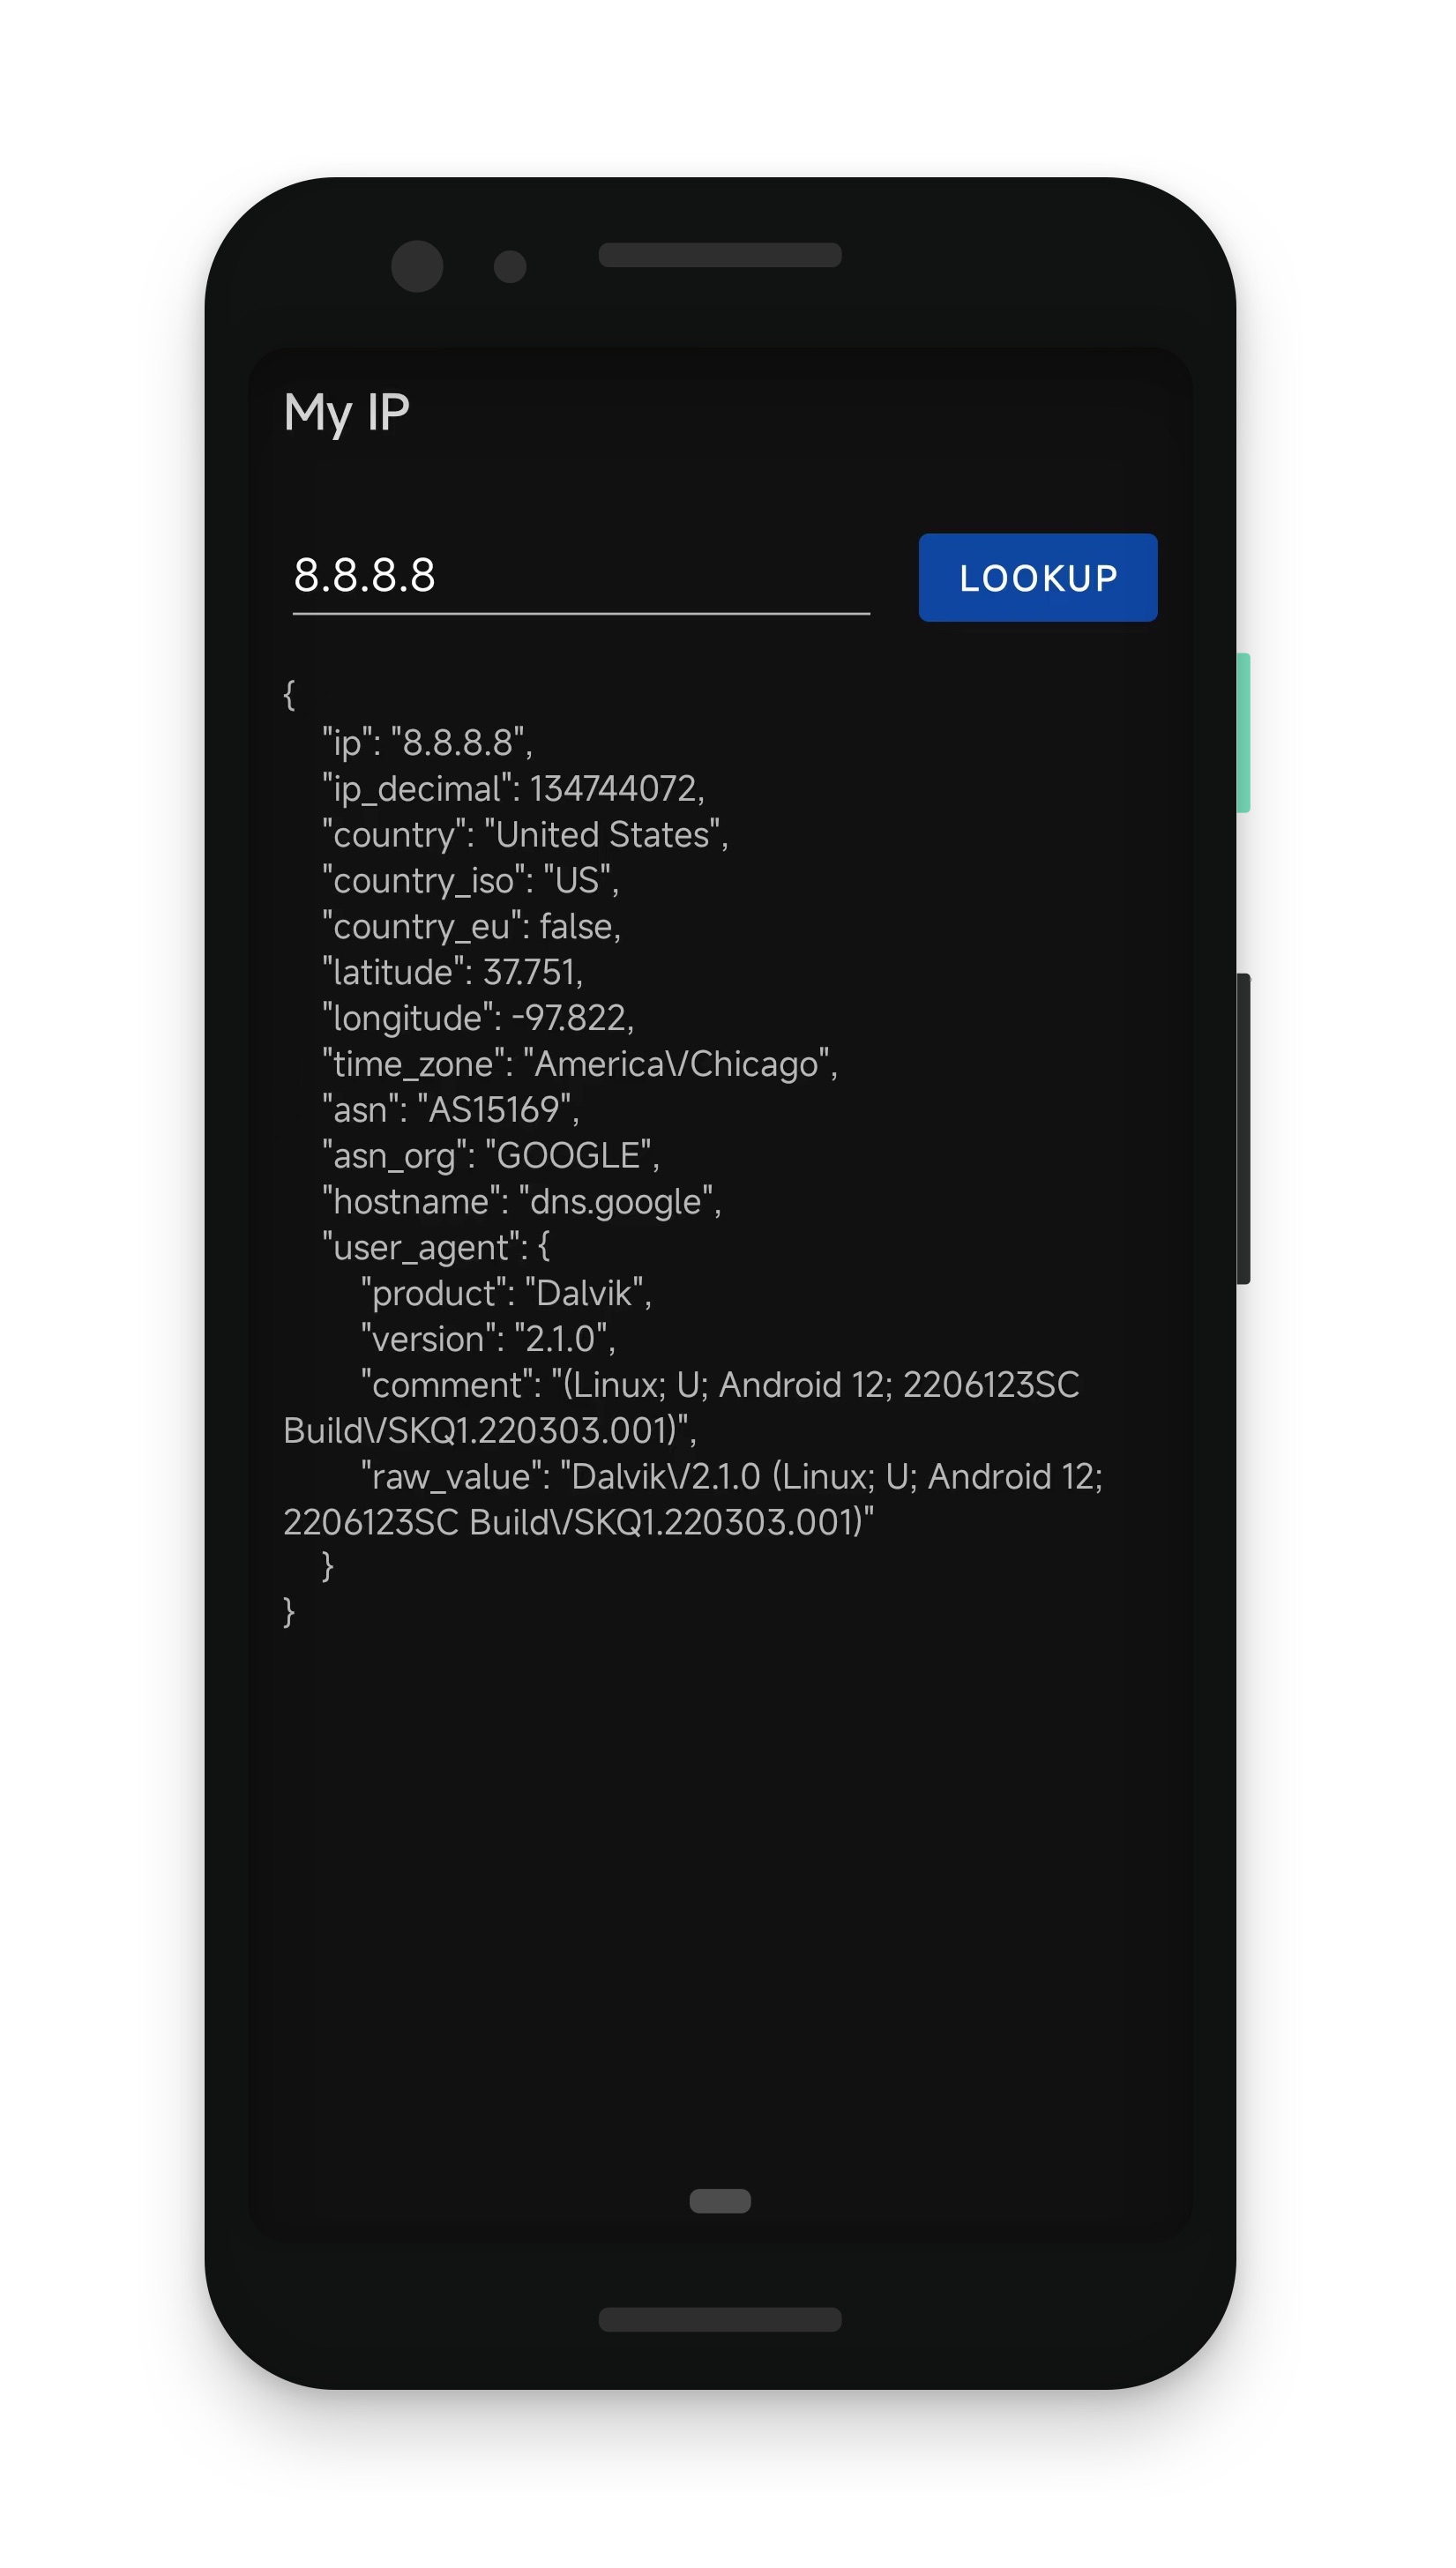 My IP
8.8.8.8
LOOKUP
{
"ip": "8.8.8.8",
"ip_decimal": 134744072,
"country": "United States",
"country_iso": "US",
"country_eu": false,
"latitude": 37.751,
"longitude": -97.822,
"time_zone": "America\/Chicago",
"asn": "AS15169",
"asn_org": "GOOGLE",
"hostname": "dns.google",
"user_agent": {
"product": "Dalvik",
"version": "2.1.0",
"comment": "(Linux; U; Android 12; 2206123SC
Build\/SKQ1.220303.001)",
"raw_value": "Dalvik\/2.1.0 (Linux; U; Android 12;
2206123SC Build\/SKQ1.220303.001)"
}
}